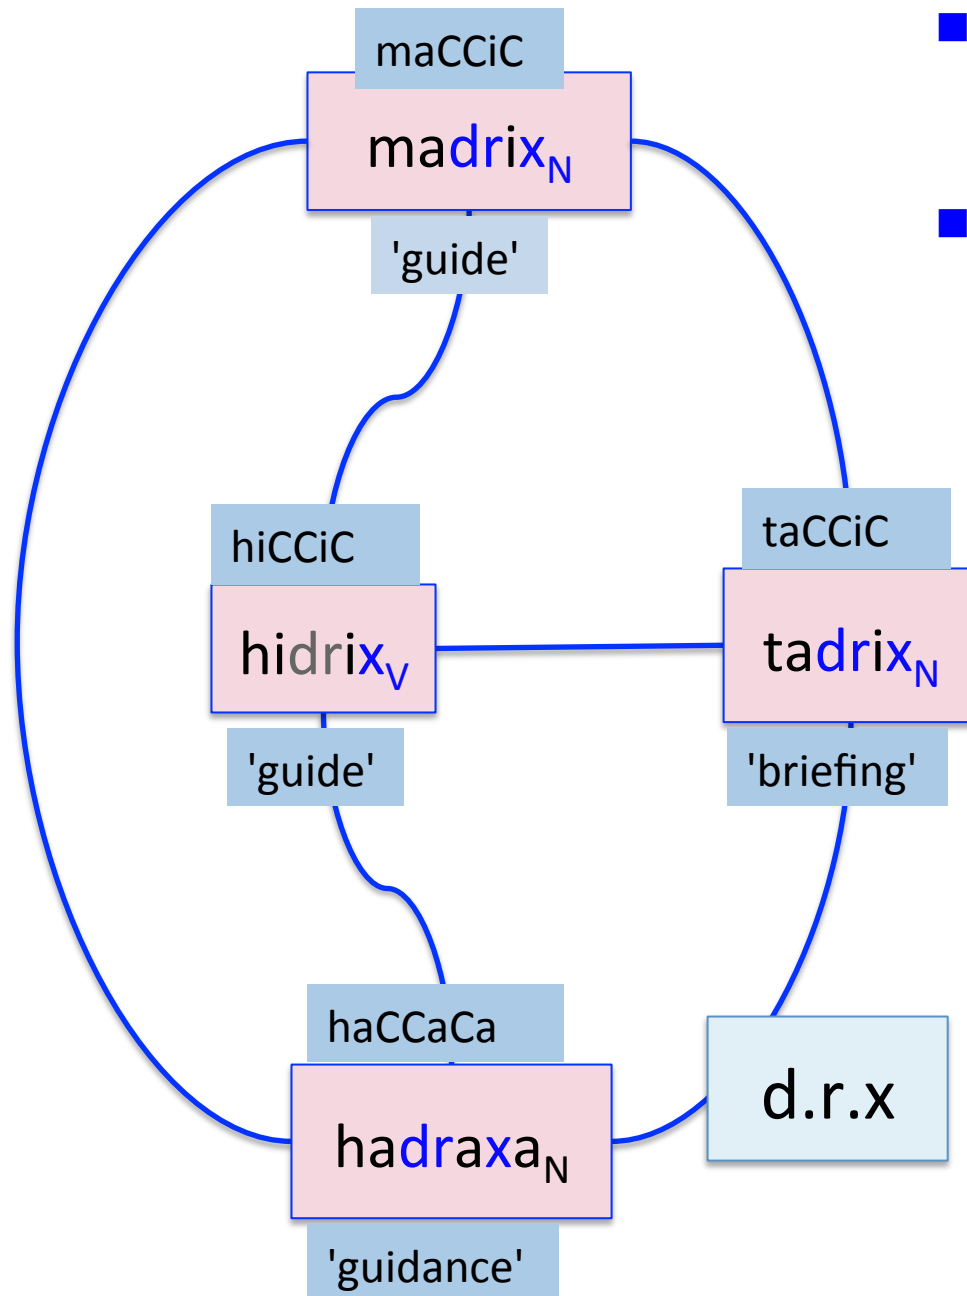 maCCiC
madrixN
'guide'
hiCCiC
taCCiC
hidrixV
tadrixN
'guide'
'briefing'
haCCaCa
d.r.x
hadraxaN
'guidance'